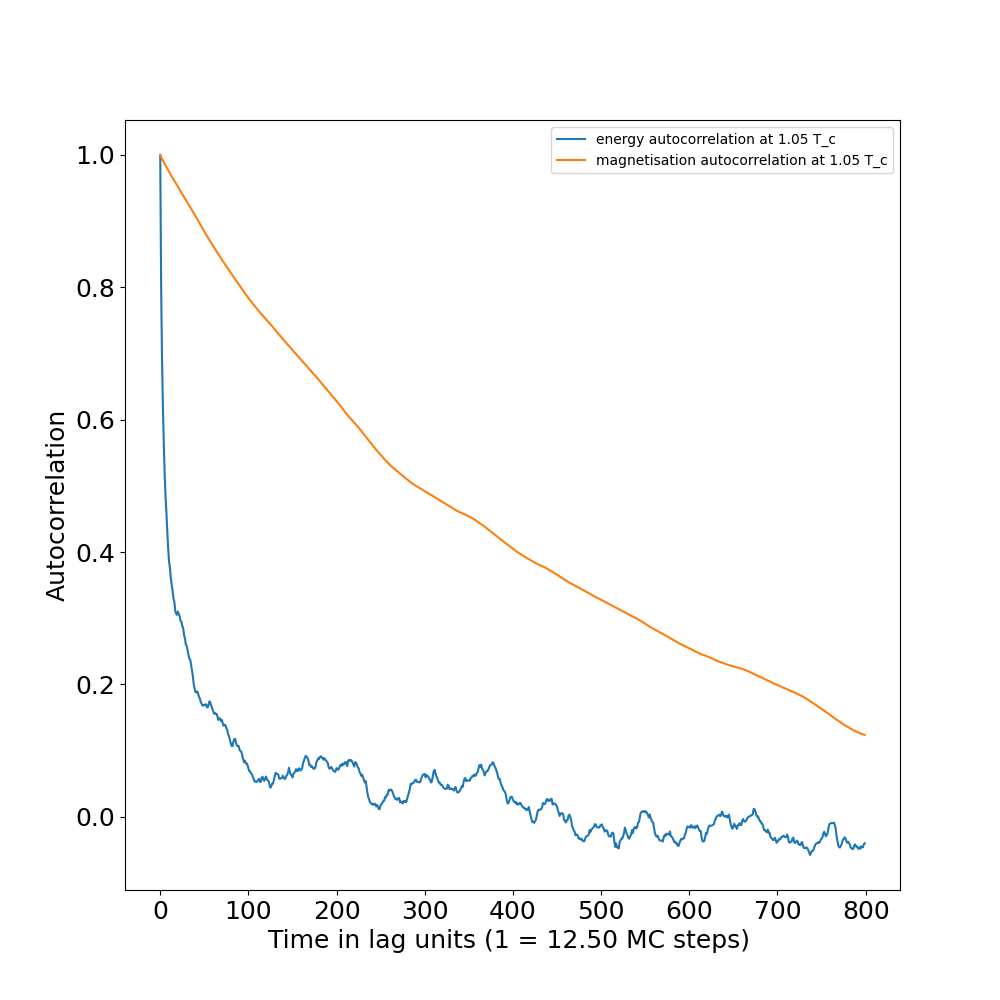 energy autocorrelation at 1.05 T_c
magnetisation autocorrelation at 1.05 T_c
1.0
0.8
0.6
0.4
0.2
0.0
Autocorrelation
0 100 200 300 400 500 600 700 800
Time in lag units (1 = 12.50 MC steps)